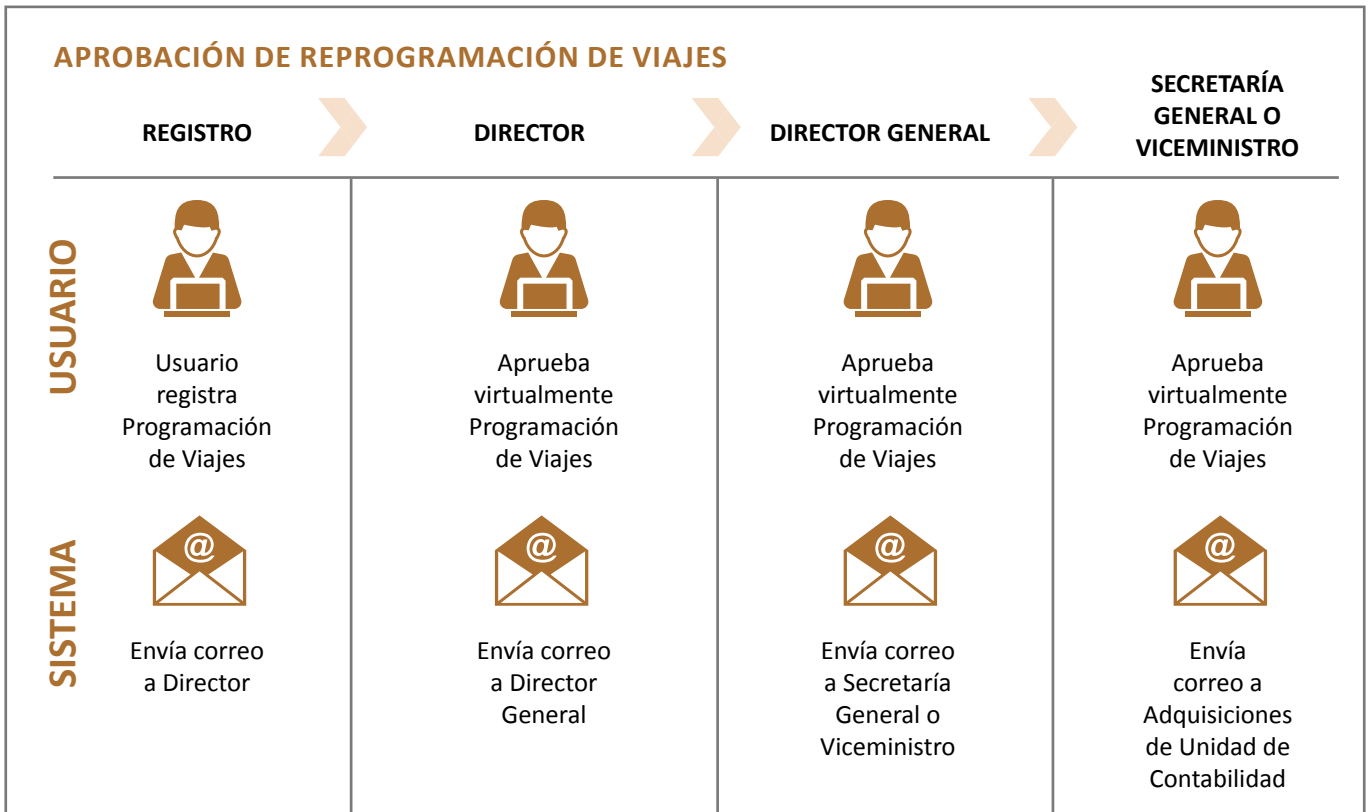 APROBACIÓN DE REPROGRAMACIÓN DE VIAJES
REGISTRO
DIRECTOR
DIRECTOR GENERAL
SECRETARÍA
GENERAL O
VICEMINISTRO
USUARIO
Usuario
registra
Programación
de Viajes
Aprueba
virtualmente
Programación
de Viajes
Aprueba
virtualmente
Programación
de Viajes
Aprueba
virtualmente
Programación
de Viajes
SISTEMA
@
Envía correo
a Director
@
Envía correo
a Director
General
@
Envía correo
a Secretaría
General o
Viceministro
@
Envía
correo a
Adquisiciones
de Unidad de
Contabilidad